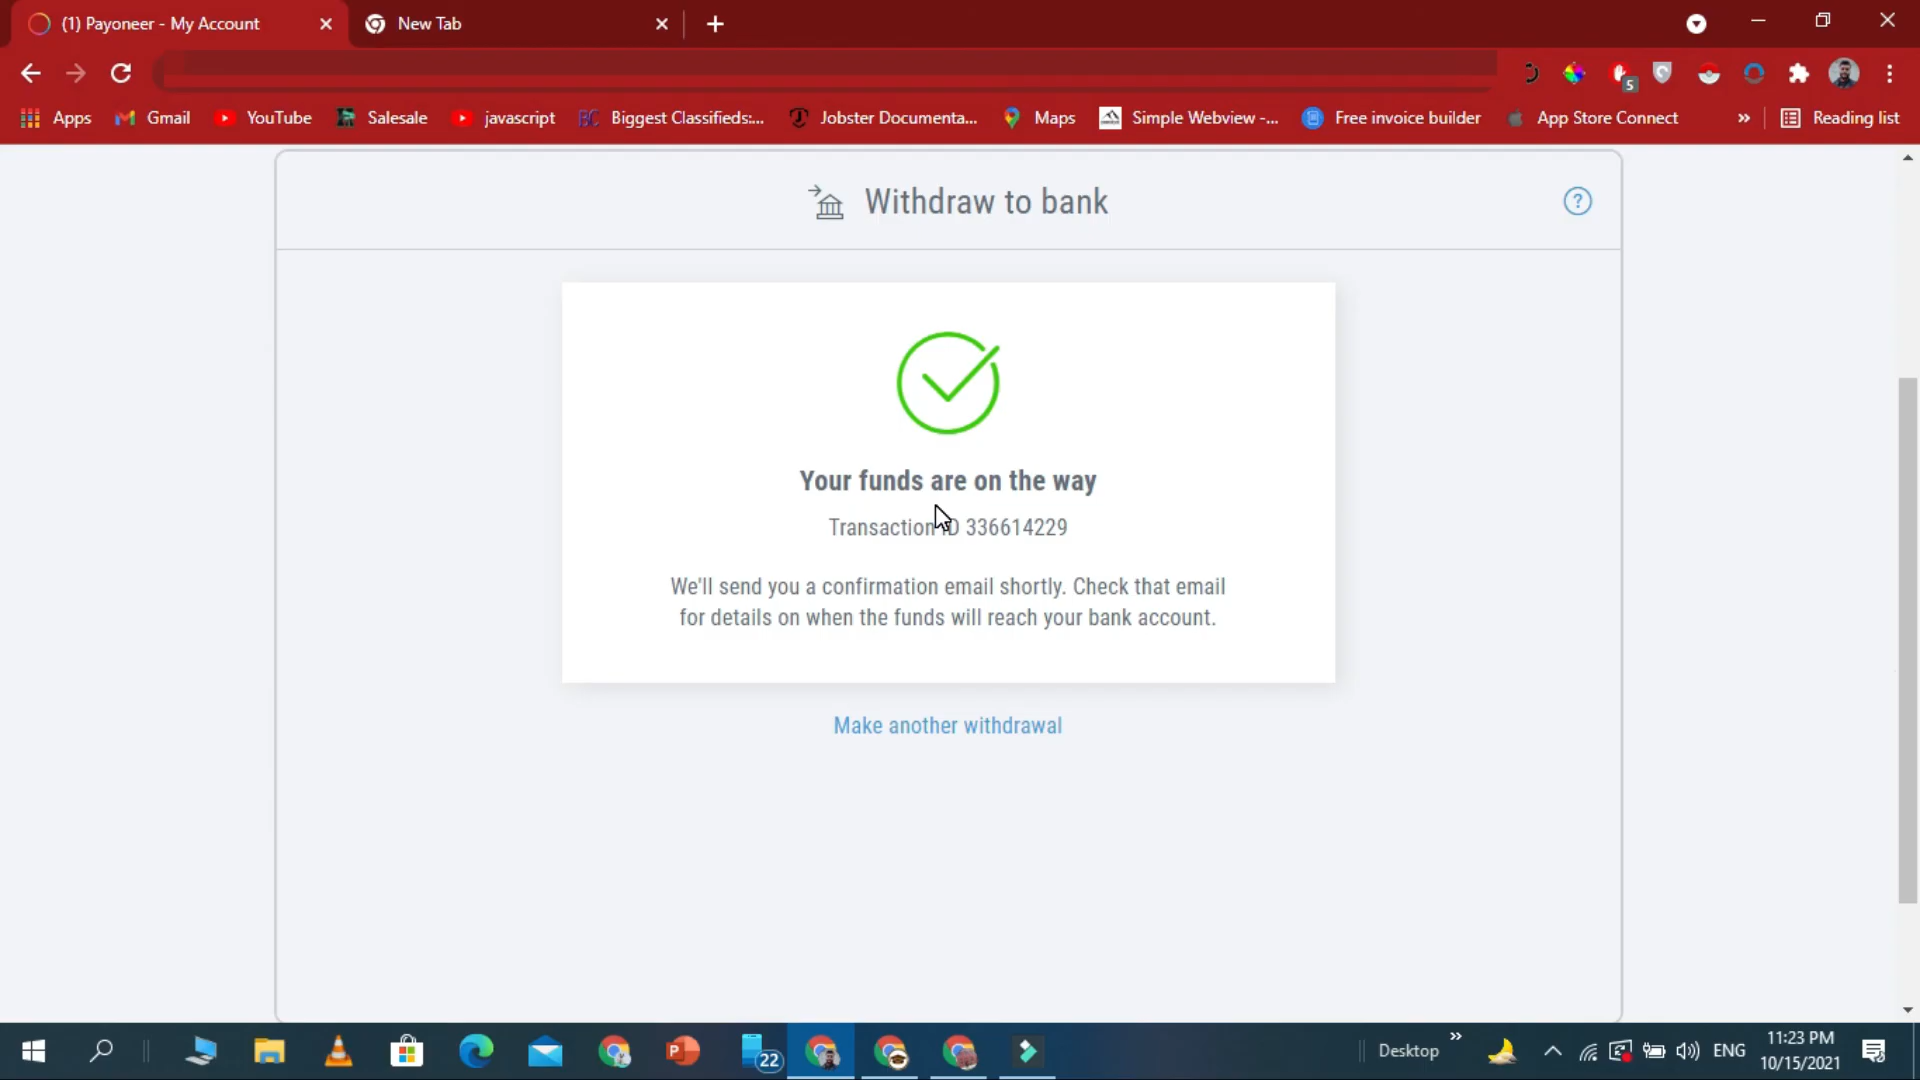 (1) Payoneer - My Account
New Tab
5
Apps
Gmail
YouTube
Salesale
javascript
BC Biggest Classifieds:...
Jobster Documenta...
Maps
Simple Webview -...
Free invoice builder
App Store Connect
»
Reading list
Withdraw to bank
?
Your funds are on the way
Transaction ID 336614229
We'll send you a confirmation email shortly. Check that email
for details on when the funds will reach your bank account.
Make another withdrawal
22
Desktop
»
ENG
11:23 PM
10/15/2021